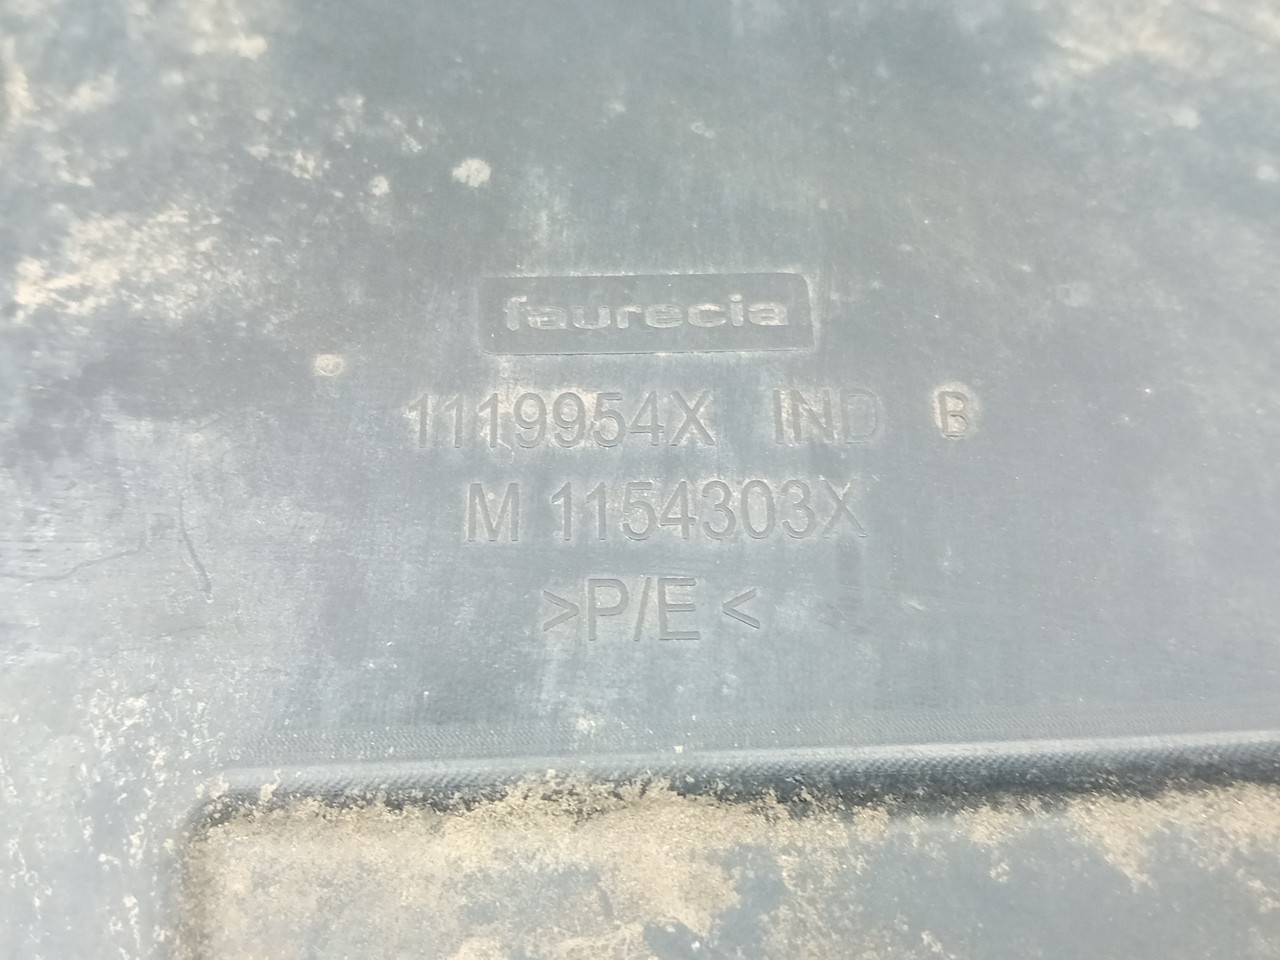 faurecia
1119954X IND B
M 1154303X
>P/E<